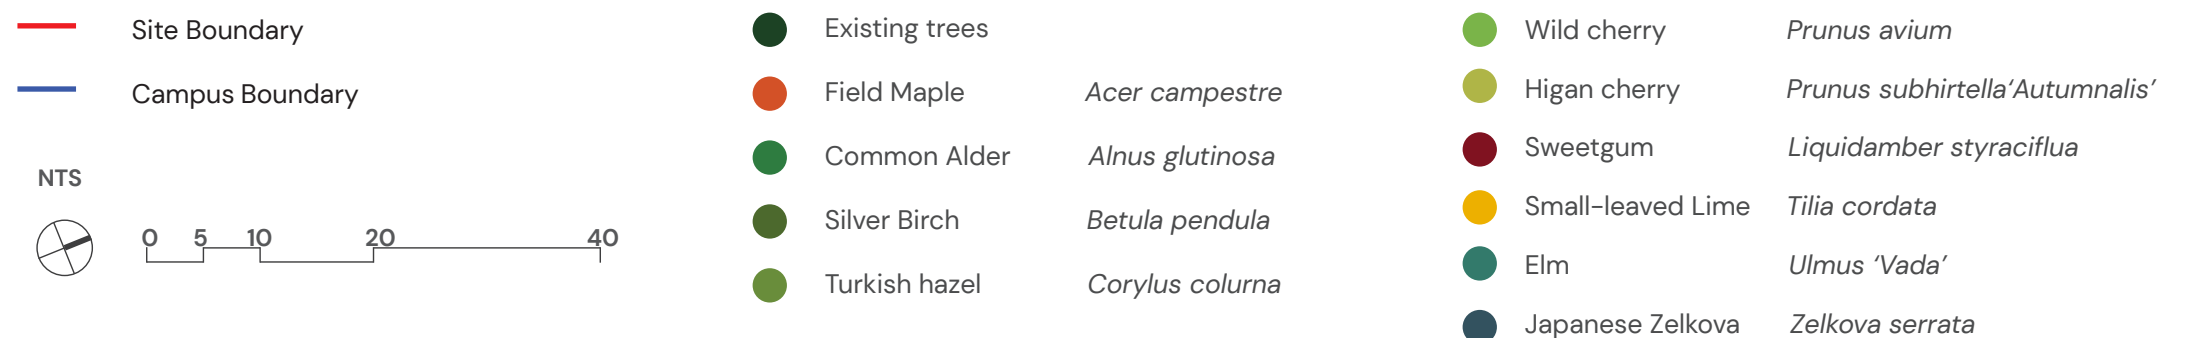 Site Boundary
Campus Boundary
NTS
0 5 10 20 40
Existing trees
Field Maple Acer campestre
Common Alder Alnus glutinosa
Silver Birch Betula pendula
Turkish hazel Corylus colurna
Wild cherry Prunus avium
Higan cherry Prunus subhirtella‘Autumnalis’
Sweetgum Liquidamber styraciflua
Small-leaved Lime Tilia cordata
Elm Ulmus ‘Vada’
Japanese Zelkova Zelkova serrata